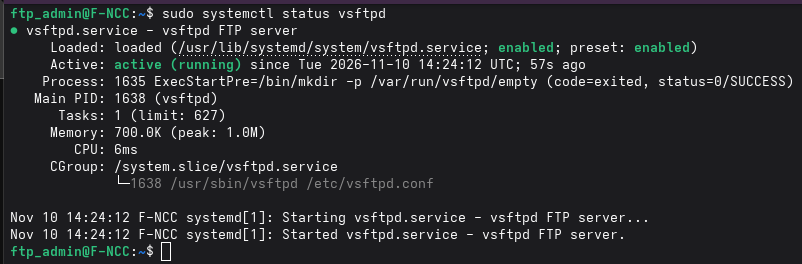 ftp_admin@F-NCC:~$ sudo systemctl status vsftpd
● vsftpd.service - vsftpd FTP server
Loaded: loaded (/usr/lib/systemd/system/vsftpd.service; enabled; preset: enabled)
Active: active (running) since Tue 2026-11-10 14:24:12 UTC; 57s ago
Process: 1635 ExecStartPre=/bin/mkdir -p /var/run/vsftpd/empty (code=exited, status=0/SUCCESS)
Main PID: 1638 (vsftpd)
Tasks: 1 (limit: 627)
Memory: 700.0K (peak: 1.0M)
CPU: 6ms
CGroup: /system.slice/vsftpd.service
└─1638 /usr/sbin/vsftpd /etc/vsftpd.conf
Nov 10 14:24:12 F-NCC systemd[1]: Starting vsftpd.service - vsftpd FTP server...
Nov 10 14:24:12 F-NCC systemd[1]: Started vsftpd.service - vsftpd FTP server.
ftp_admin@F-NCC:~$